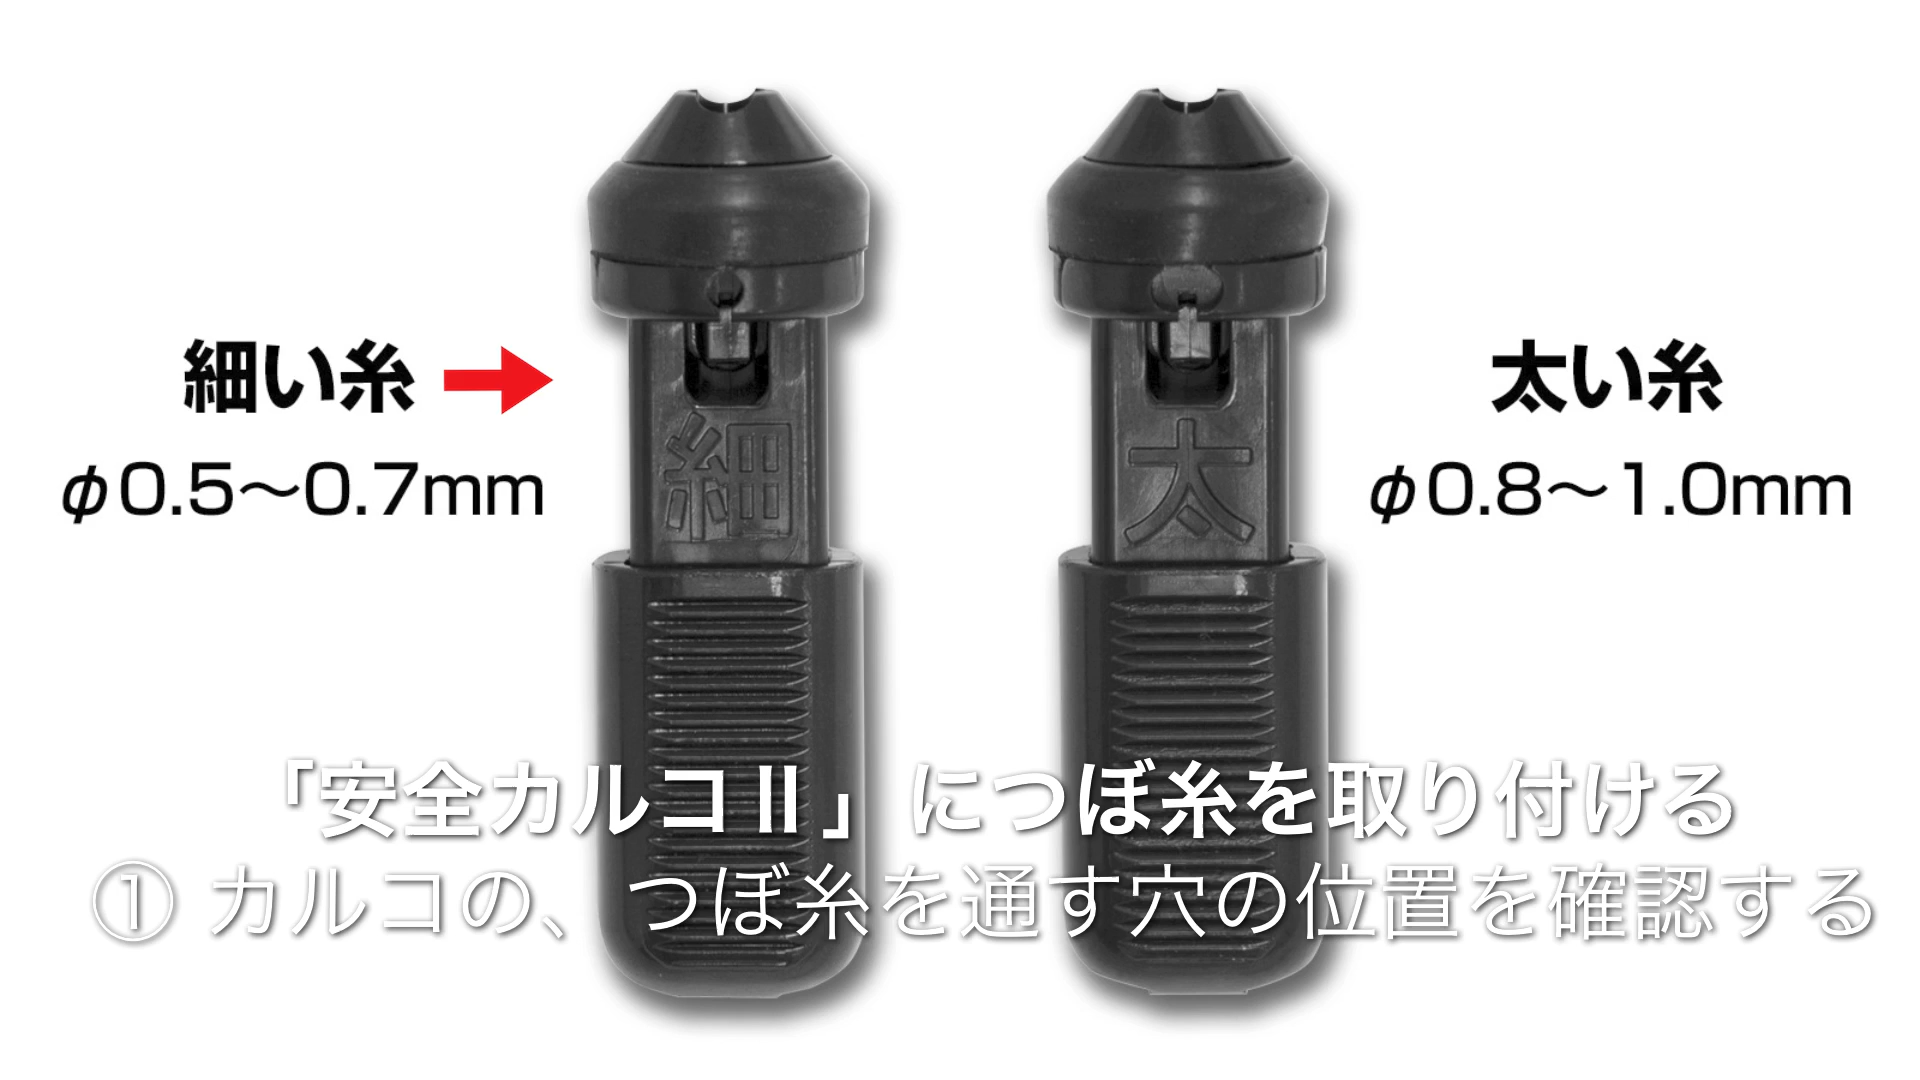 細い糸
φ0.5〜0.7mm
細
太
太い糸
φ0.8〜1.0mm
「安全カルコⅡ」につぼ糸を取り付ける
① カルコの、つぼ糸を通す穴の位置を確認する